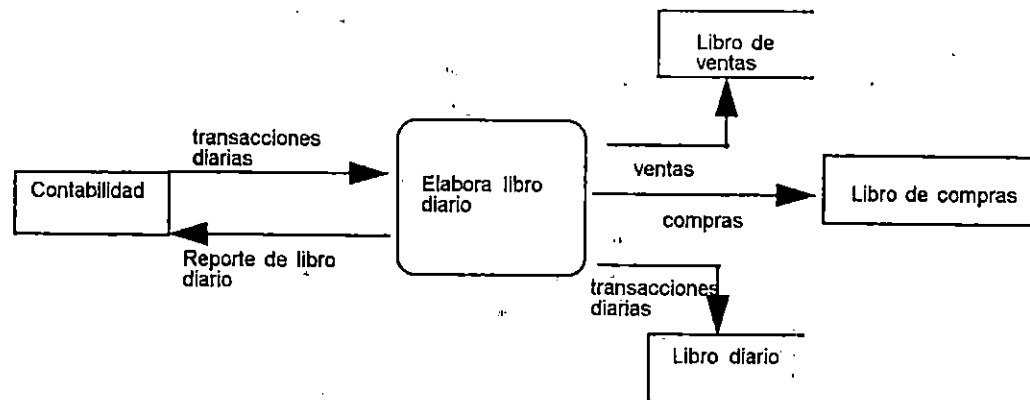 Libro de
ventas
transacciones
diarias
Contabilidad
Elabora libro
diario
ventas
Libro de compras
compras
Reporte de libro
diario
transacciones
diarias
Libro diario